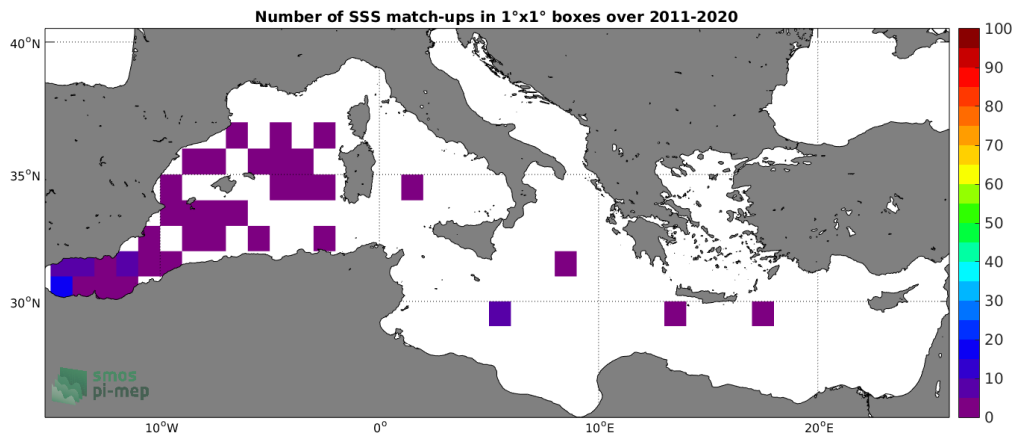 Number of SSS match-ups in 1°x1° boxes over 2011-2020
40°N
35°N
30°N
10°W
0°
10°E
20°E
100
90
80
70
60
50
40
30
20
10
0
smos
pi-mep